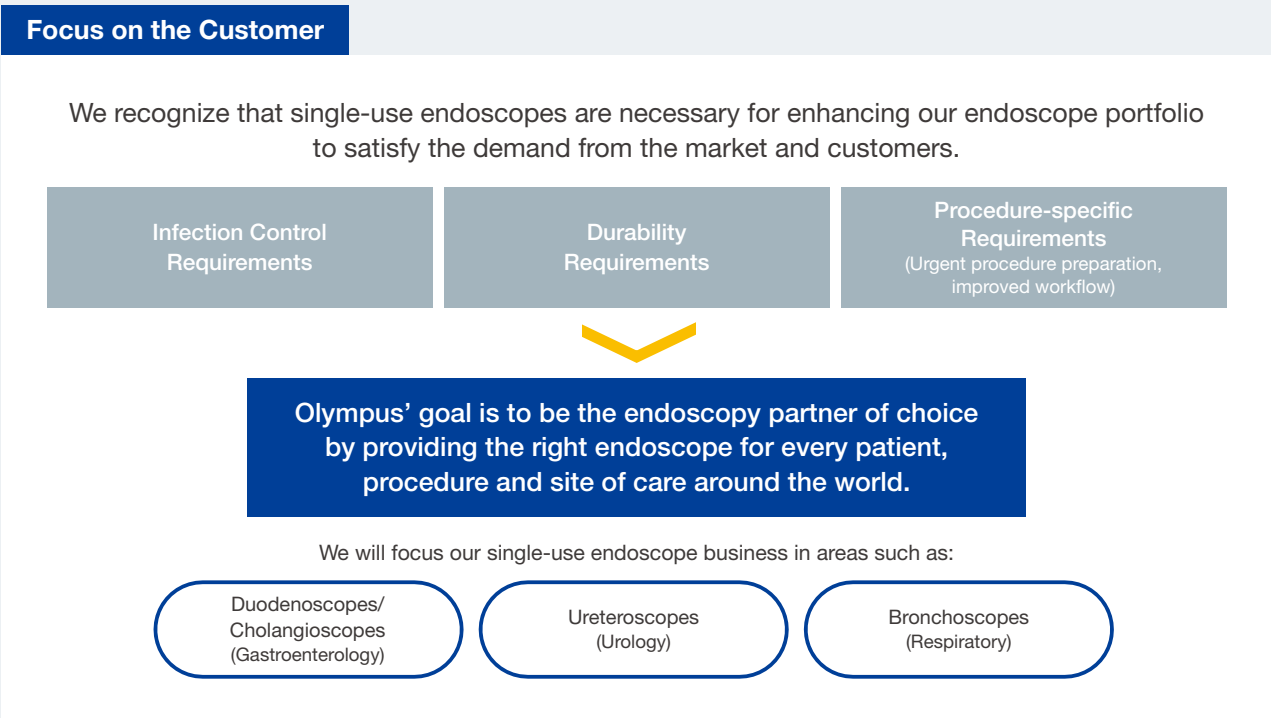 Focus on the Customer
We recognize that single-use endoscopes are necessary for enhancing our endoscope portfolio
to satisfy the demand from the market and customers.
Infection Control
Requirements
Durability
Requirements
Procedure-specific
Requirements
(Urgent procedure preparation,
improved workflow)
Olympus’ goal is to be the endoscopy partner of choice
by providing the right endoscope for every patient,
procedure and site of care around the world.
We will focus our single-use endoscope business in areas such as:
Duodenoscopes/
Cholangioscopes
(Gastroenterology)
Ureteroscopes
(Urology)
Bronchoscopes
(Respiratory)